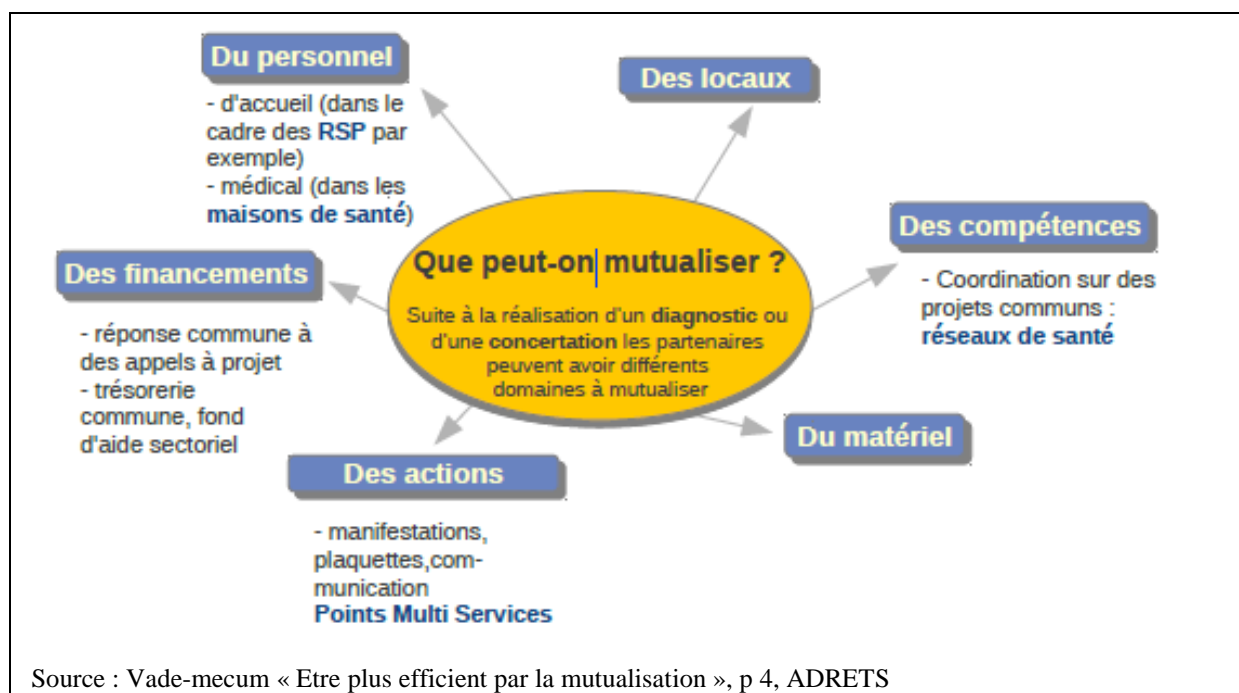 Du personnel
- d'accueil (dans le
cadre des RSP par
exemple)
- médical (dans les
maisons de santé)
Des locaux
Des compétences
- Coordination sur des
projets communs :
réseaux de santé
Que peut-on mutualiser ?
Suite à la réalisation d'un diagnostic ou
d'une concertation les partenaires
peuvent avoir différents
domaines à mutualiser
Des financements
- réponse commune à
des appels à projet
- trésorerie
commune, fond
d'aide sectoriel
Du matériel
Des actions
- manifestations,
plaquettes,com-
munication
Points Multi Services
Source : Vade-mecum « Etre plus efficient par la mutualisation », p 4, ADRETS